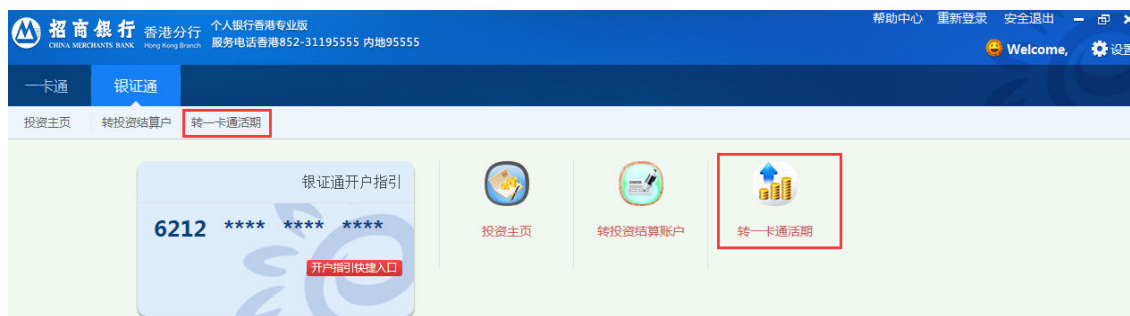 招商银行 香港分行 个人银行香港专业版
CHINA MERCHANTS BANK Hong Kong Branch 服务电话香港852-31195555 内地95555
帮助中心 重新登录 安全退出
Welcome, 设置
一卡通 银证通
投资主页 转投资结算户 转一卡通活期
银证通开户指引
6212 **** **** ****
开户指引快捷入口
投资主页 转投资结算账户 转一卡通活期